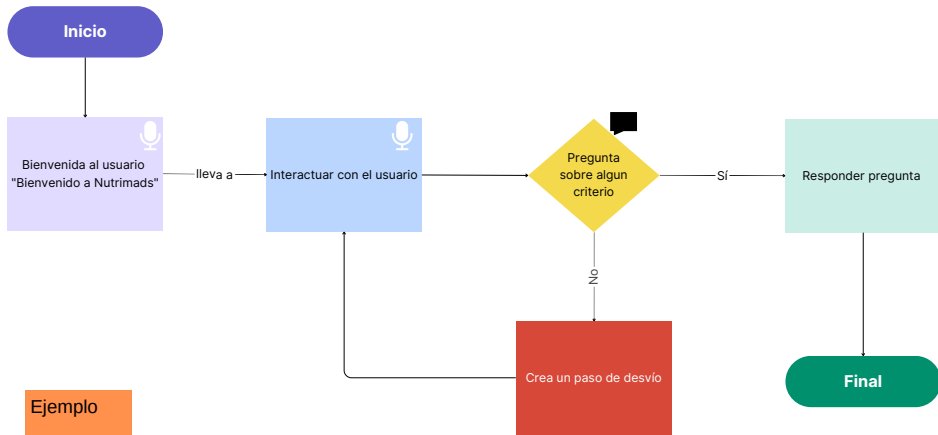 Inicio
Bienvenida al usuario
"Bienvenido a Nutrimads"
lleva a
Interactuar con el usuario
Pregunta
sobre algun
criterio
Sí
Responder pregunta
No
Crea un paso de desvío
Final
Ejemplo